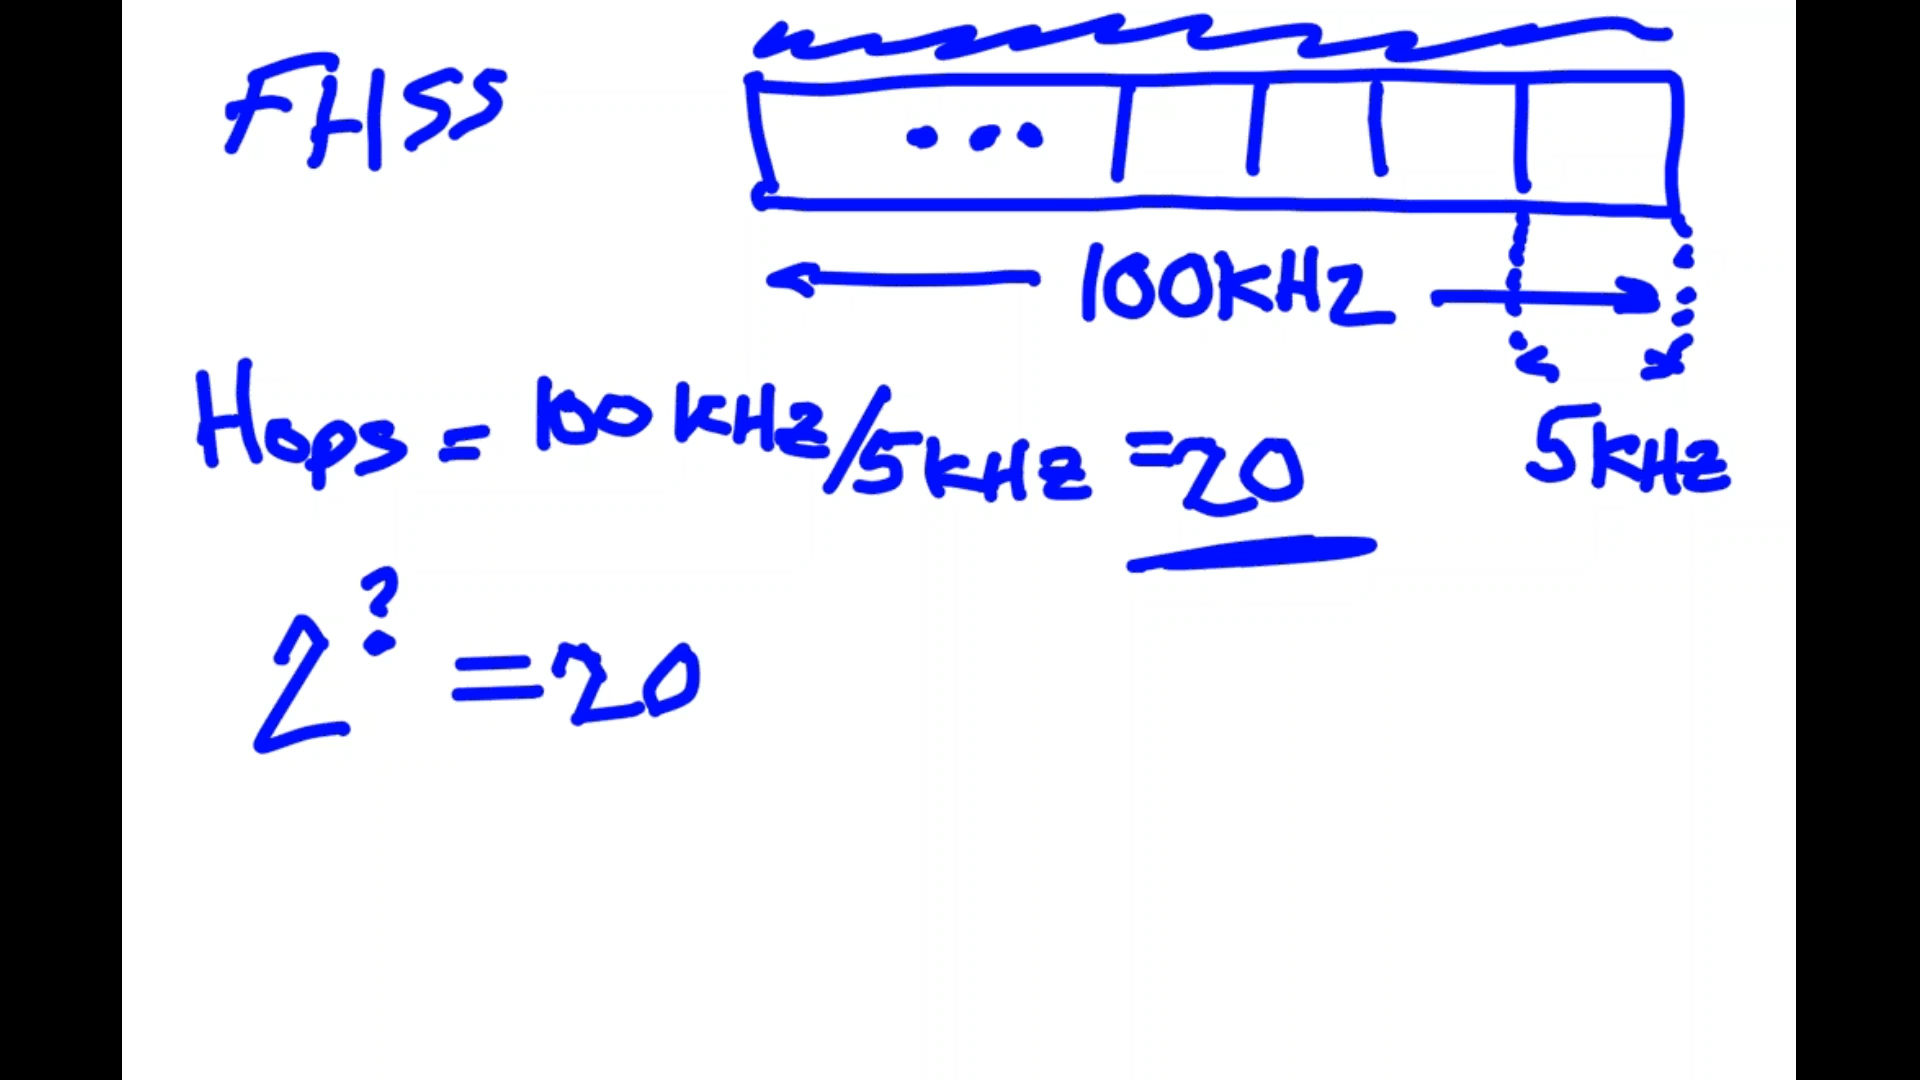 FHSS
100KHz
5KHz
Hops = 100KHz/5KHz = 20
2^? = 20